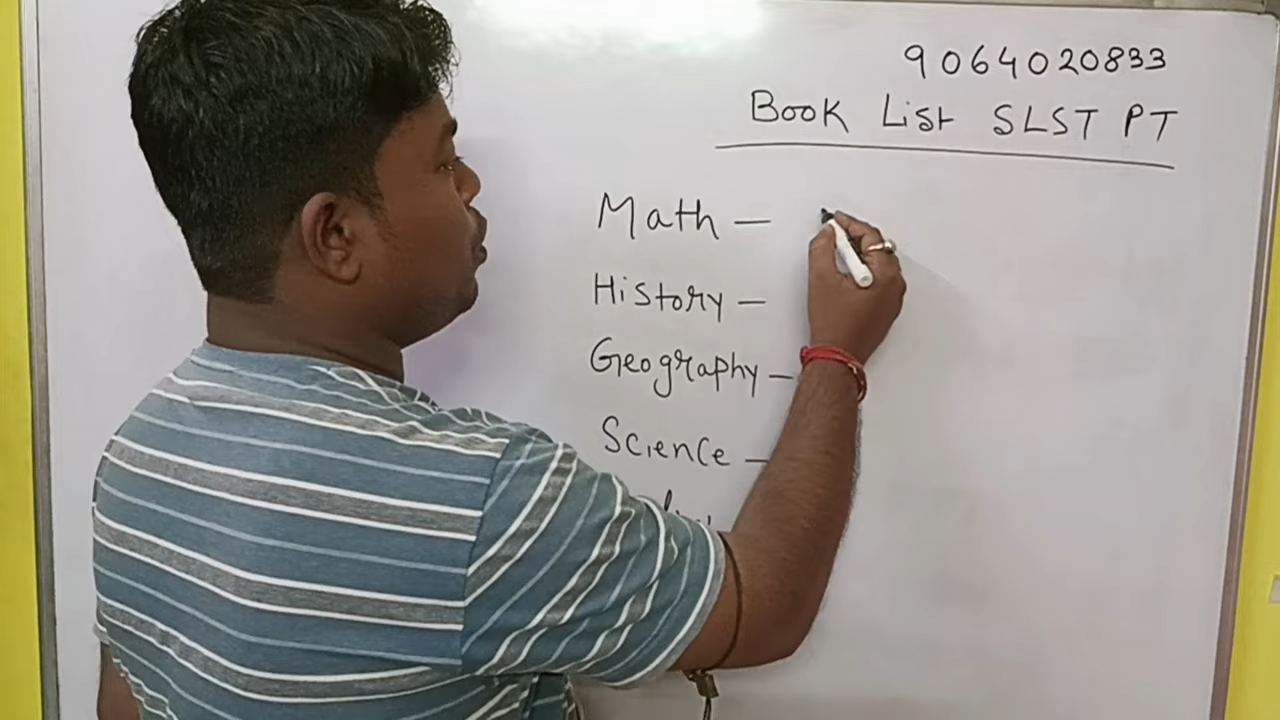 9064020833
Book List SLST PT
Math –
History –
Geography –
Science –